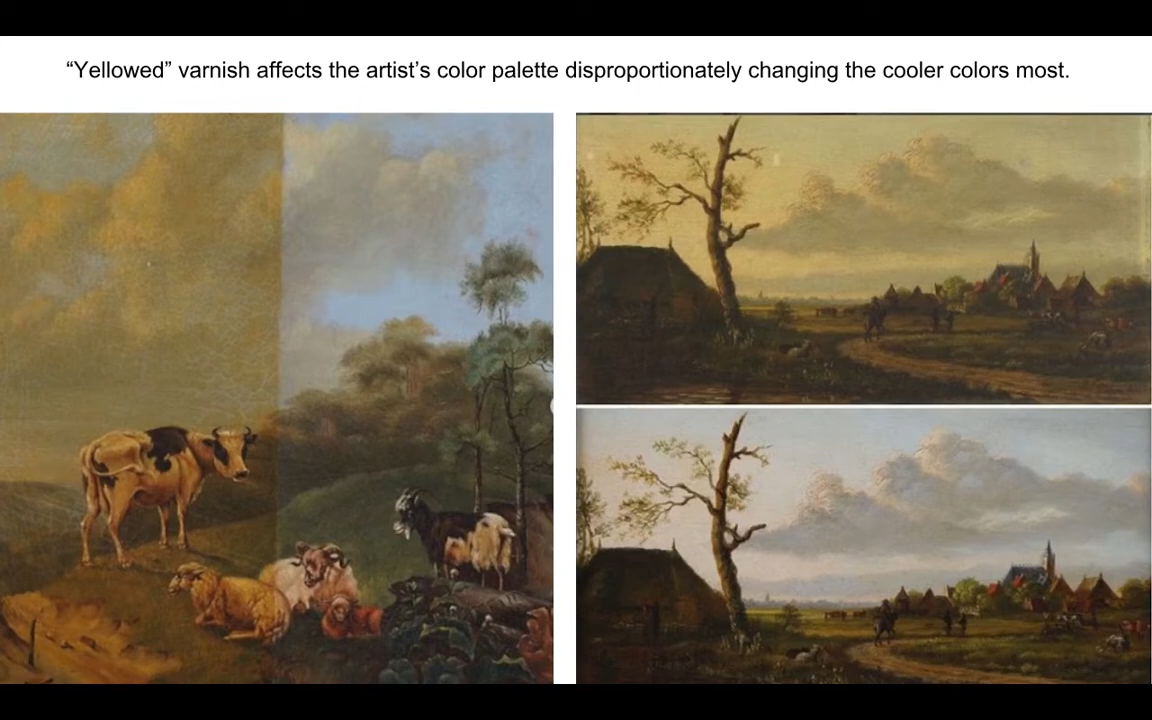 “Yellowed” varnish affects the artist’s color palette disproportionately changing the cooler colors most.